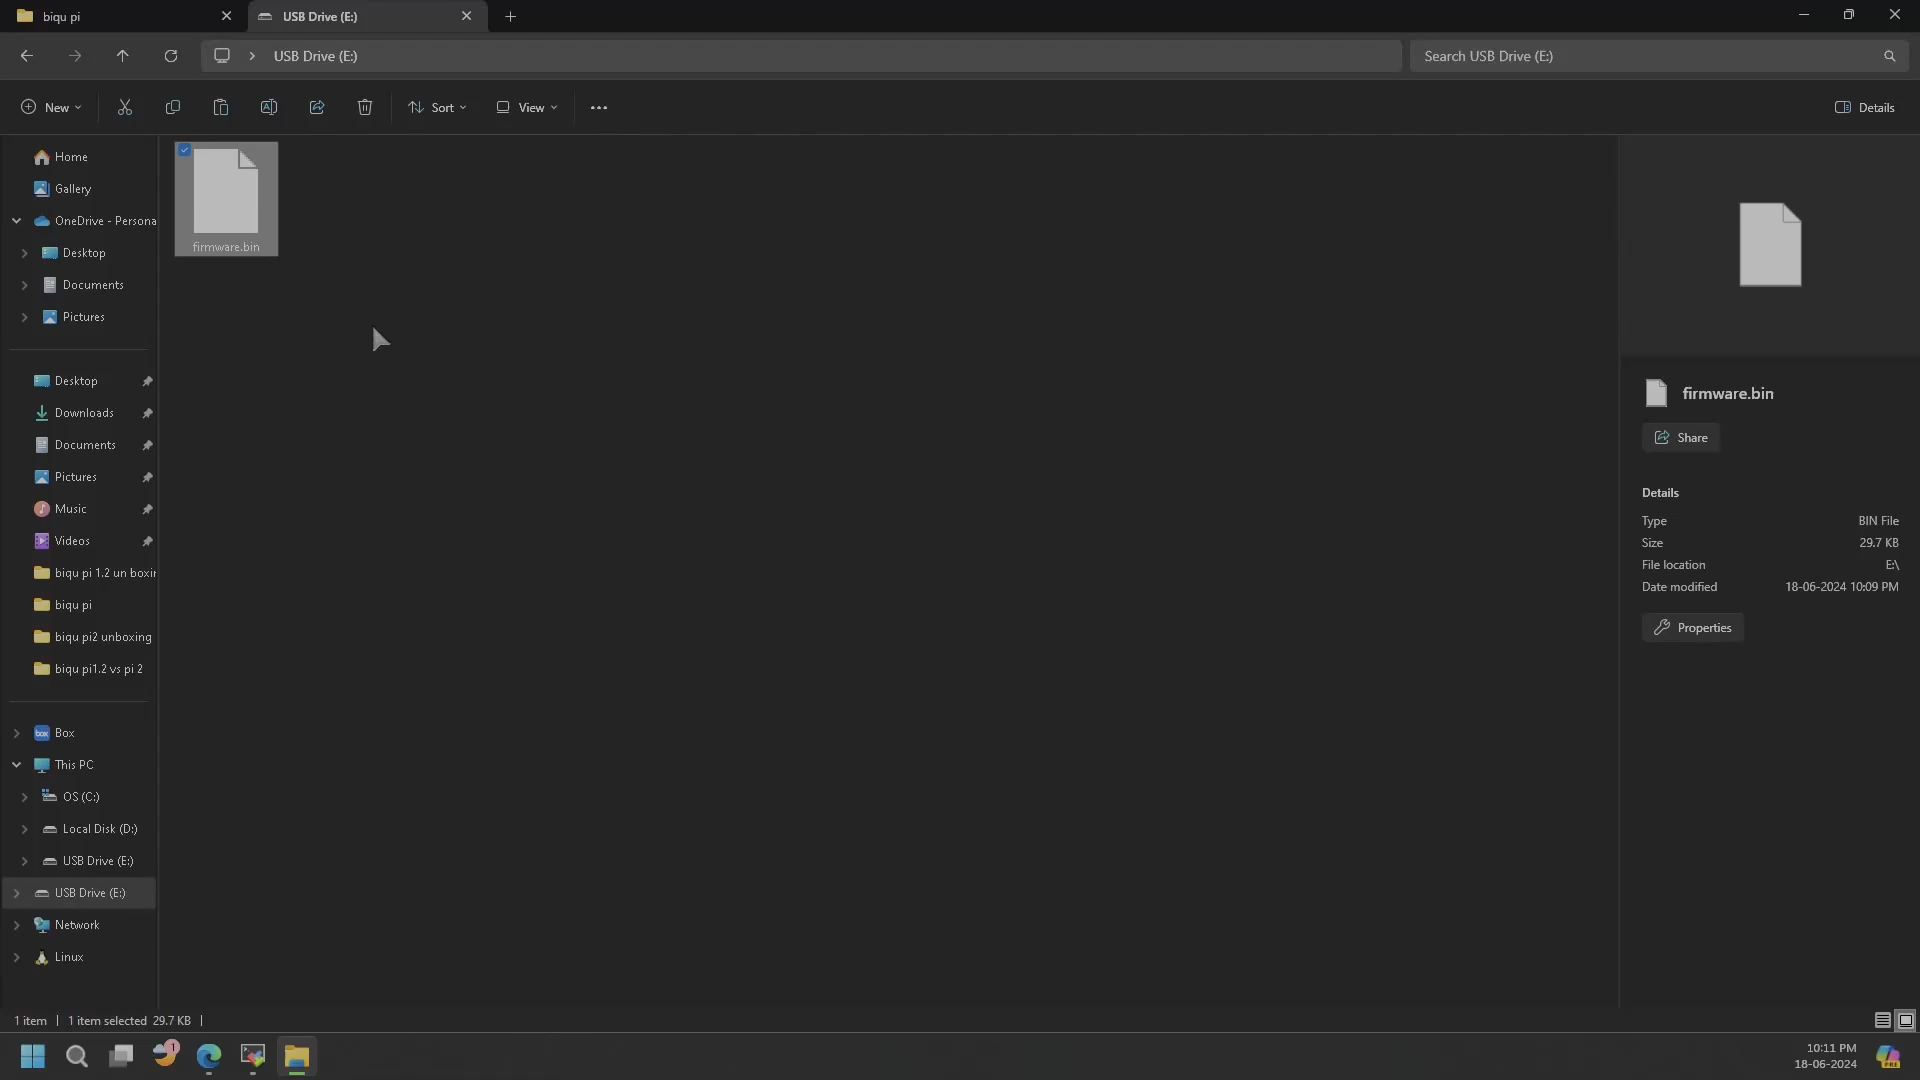 biqu pi
USB Drive (E:)
USB Drive (E:)
Search USB Drive (E:)
New
Sort
View
Details
Home
Gallery
OneDrive - Persona
Desktop
Documents
Pictures
Desktop
Downloads
Documents
Pictures
Music
Videos
biqu pi 1.2 un boxin
biqu pi
biqu pi2 unboxing
biqu pi1.2 vs pi 2
box
Box
This PC
OS (C:)
Local Disk (D:)
USB Drive (E:)
USB Drive (E:)
Network
Linux
firmware.bin
firmware.bin
Share
Details
Type BIN File
Size 29.7 KB
File location E:\
Date modified 18-06-2024 10:09 PM
Properties
1 item 1 item selected 29.7 KB
1
10:11 PM
18-06-2024
PRE